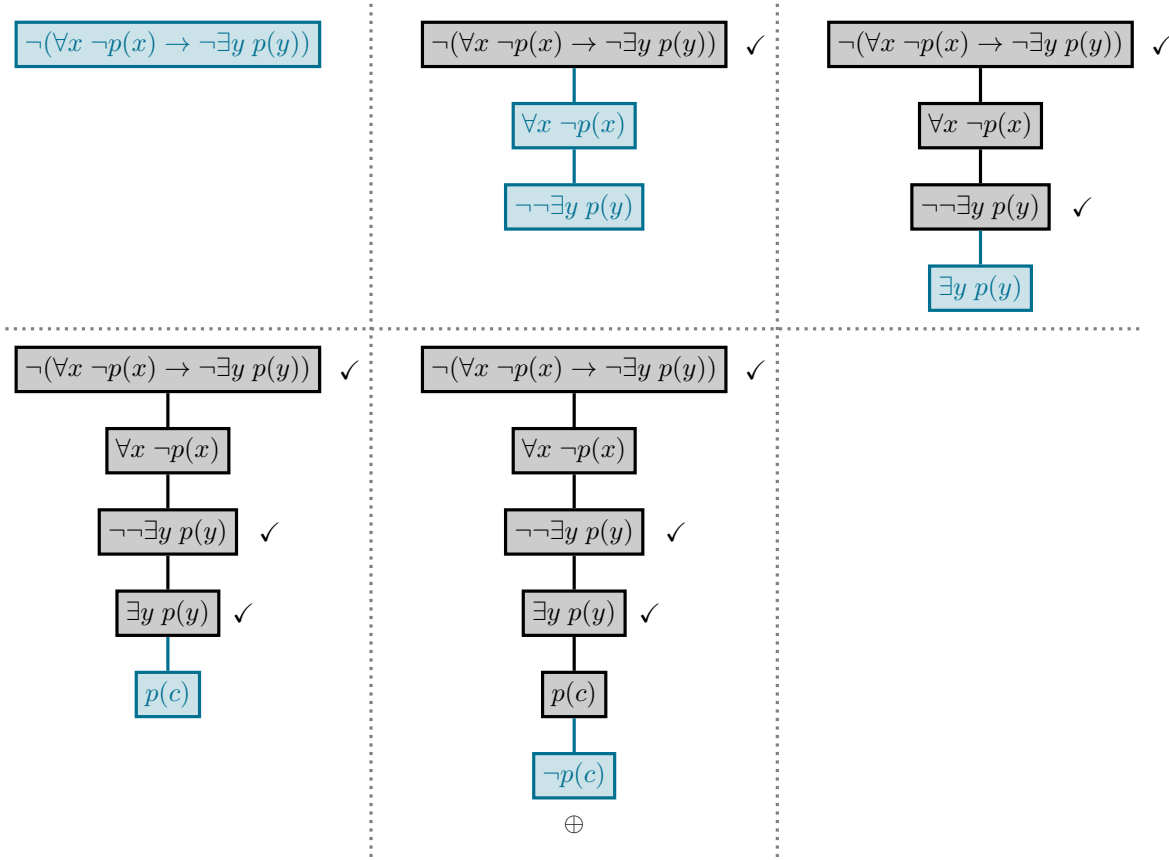 ¬(∀x ¬p(x) → ¬∃y p(y))
¬(∀x ¬p(x) → ¬∃y p(y)) ✓
∀x ¬p(x)
¬¬∃y p(y)
¬(∀x ¬p(x) → ¬∃y p(y)) ✓
∀x ¬p(x)
¬¬∃y p(y) ✓
∃y p(y)
¬(∀x ¬p(x) → ¬∃y p(y)) ✓
∀x ¬p(x)
¬¬∃y p(y) ✓
∃y p(y) ✓
p(c)
¬(∀x ¬p(x) → ¬∃y p(y)) ✓
∀x ¬p(x)
¬¬∃y p(y) ✓
∃y p(y) ✓
p(c)
¬p(c)
⊕